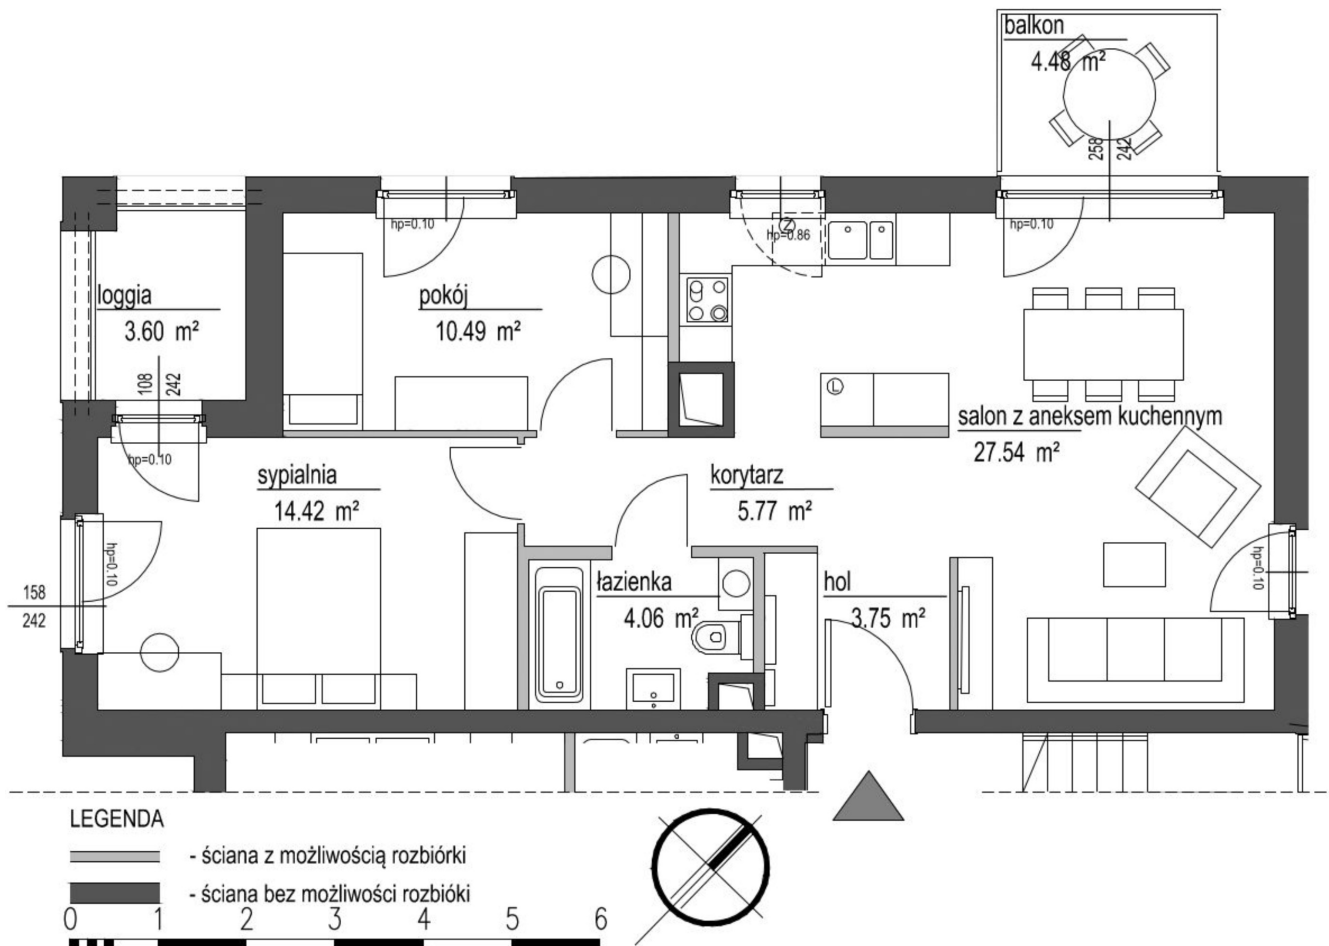 balkon
4.48 m²
258
242
hp=0.10
Z
hp=0.86
hp=0.10
loggia
3.60 m²
pokój
10.49 m²
108
242
L
salon z aneksem kuchennym
27.54 m²
hp=0.10
sypialnia
14.42 m²
korytarz
5.77 m²
hp=0.10
hp=0.10
łazienka
4.06 m²
hol
3.75 m²
158
242
LEGENDA
- ściana z możliwością rozbiórki
- ściana bez możliwości rozbióki
0 1 2 3 4 5 6